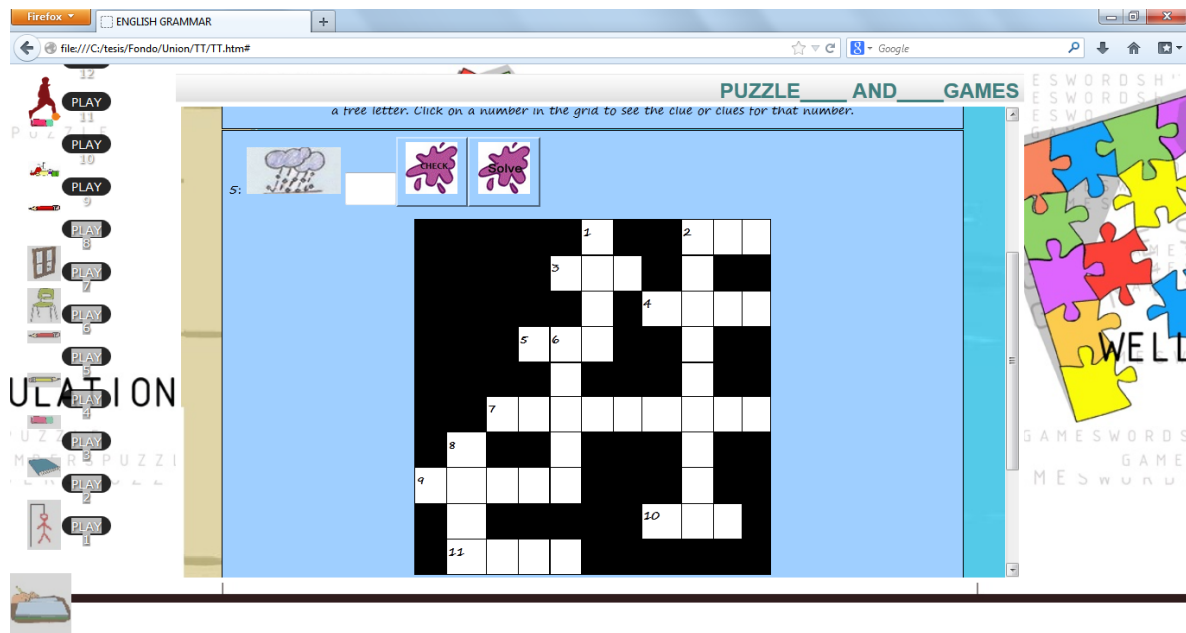 Firefox
ENGLISH GRAMMAR
file:///C:/tesis/Fondo/Union/TT/TT.htm#
Google
PUZZLE____ AND____GAMES
a free letter. Click on a number in the grid to see the clue or clues for that number.
5:
CHECK
Solve
1
2
3
4
5
6
7
8
9
10
11
12
PLAY
11
PLAY
10
PLAY
9
PLAY
8
PLAY
7
PLAY
6
PLAY
5
PLAY
4
PLAY
3
PLAY
2
PLAY
1
ULATION
WELL
GAMESWORDS
GAME